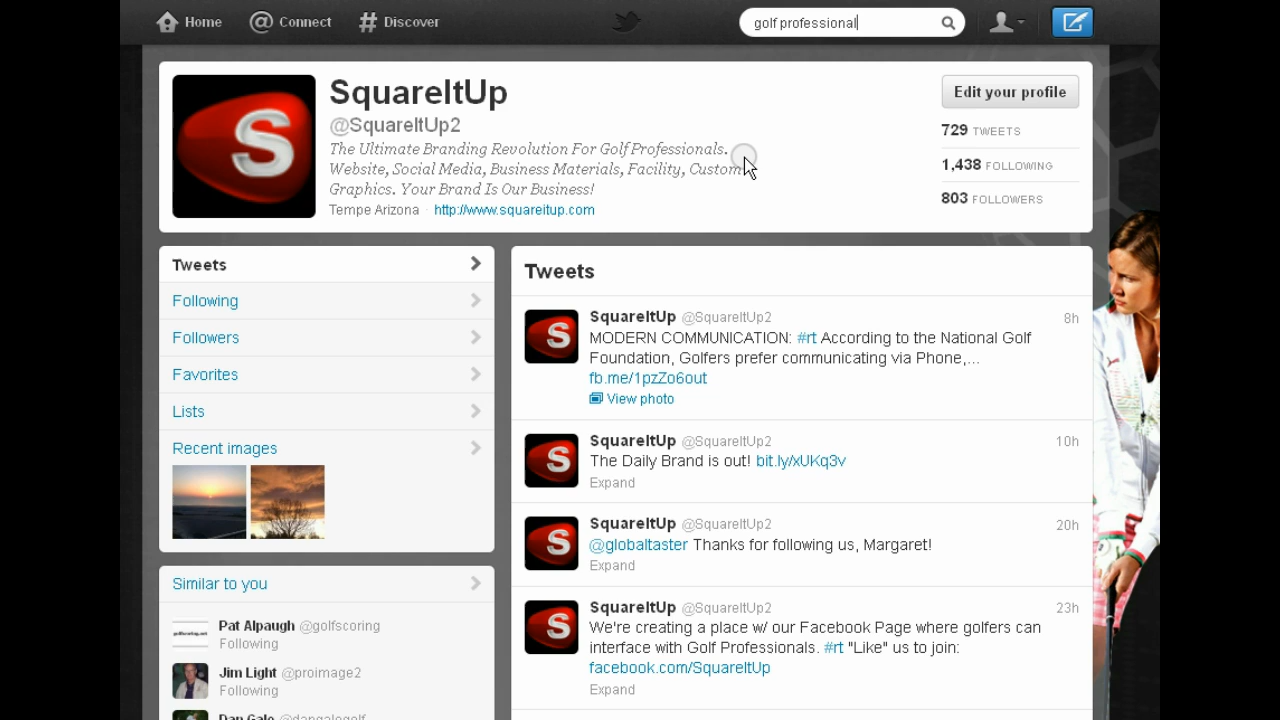 Home
Connect
Discover
golf professional
S
SquareItUp
@SquareItUp2
The Ultimate Branding Revolution For Golf Professionals.
Website, Social Media, Business Materials, Facility, Custom
Graphics. Your Brand Is Our Business!
Tempe Arizona · http://www.squareitup.com
Edit your profile
729 TWEETS
1,438 FOLLOWING
803 FOLLOWERS
Tweets
Following
Followers
Favorites
Lists
Recent images
Similar to you
Pat Alpaugh @golfscoring
Following
Jim Light @proimage2
Following
Dan Gale @dangalegolf
Tweets
S
SquareItUp @SquareItUp2
8h
MODERN COMMUNICATION: #rt According to the National Golf
Foundation, Golfers prefer communicating via Phone,...
fb.me/1pzZo6out
View photo
S
SquareItUp @SquareItUp2
10h
The Daily Brand is out! bit.ly/xUKq3v
Expand
S
SquareItUp @SquareItUp2
20h
@globaltaster Thanks for following us, Margaret!
Expand
S
SquareItUp @SquareItUp2
23h
We're creating a place w/ our Facebook Page where golfers can
interface with Golf Professionals. #rt "Like" us to join:
facebook.com/SquareItUp
Expand